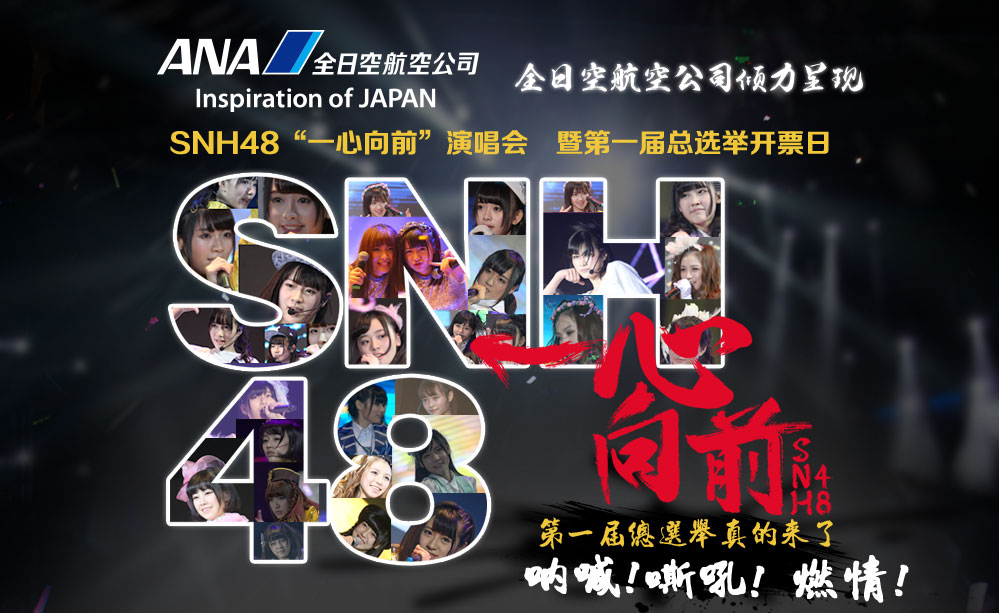 ANA 全日空航空公司
Inspiration of JAPAN
全日空航空公司倾力呈现
SNH48“一心向前”演唱会 暨第一届总选举开票日
SNH
48
一心
向前
SNH48
第一届總選舉真的来了
呐喊!嘶吼!燃情!